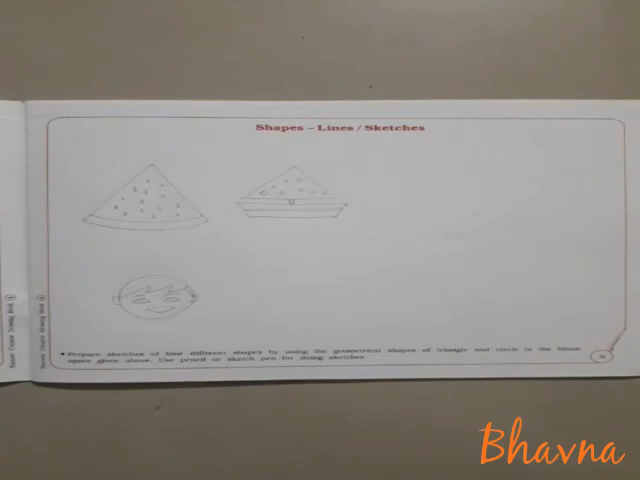 Shapes – Lines / Sketches
• Prepare sketches of four different shapes by using the geometrical shapes of triangle and circle in the blank
space given above. Use pencil or sketch pen for doing sketches.
Bhavna